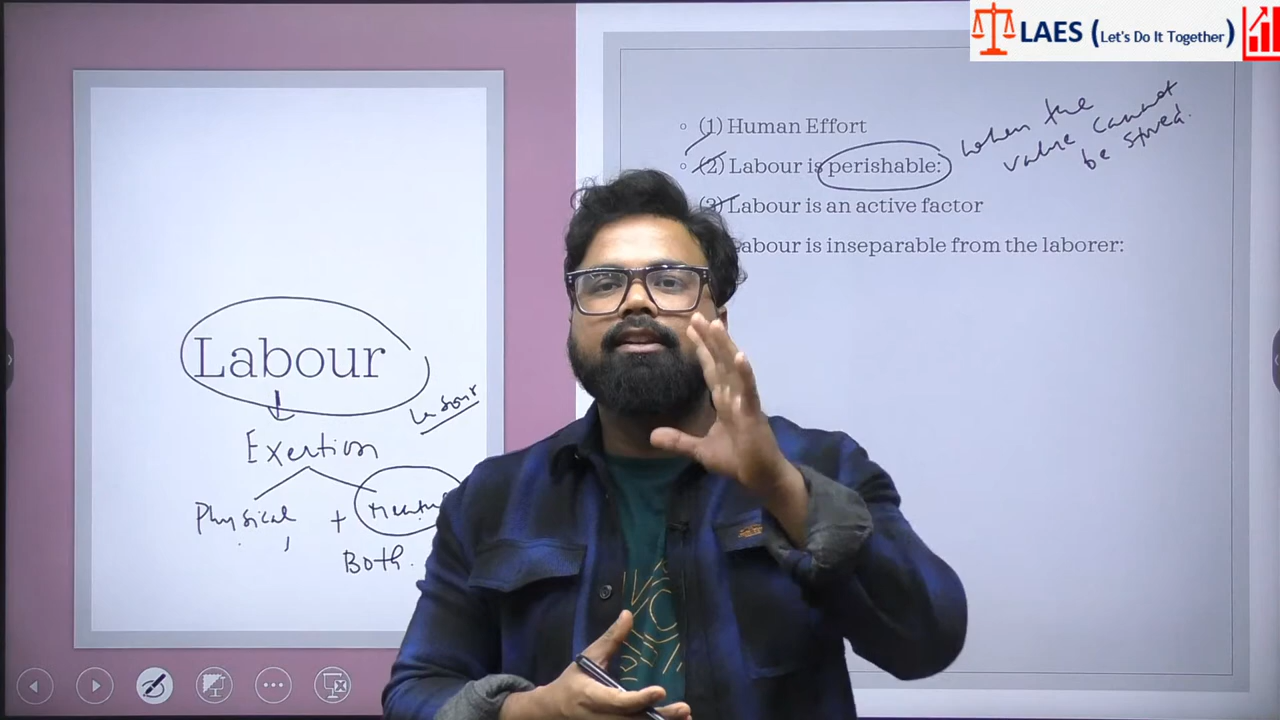 LAES (Let's Do It Together)
(1) Human Effort
(2) Labour is perishable:
when the
value cannot
be stored.
(3) Labour is an active factor
Labour is inseparable from the laborer:
Labour
Labour
Exertion
Physical, + Mental
Both.